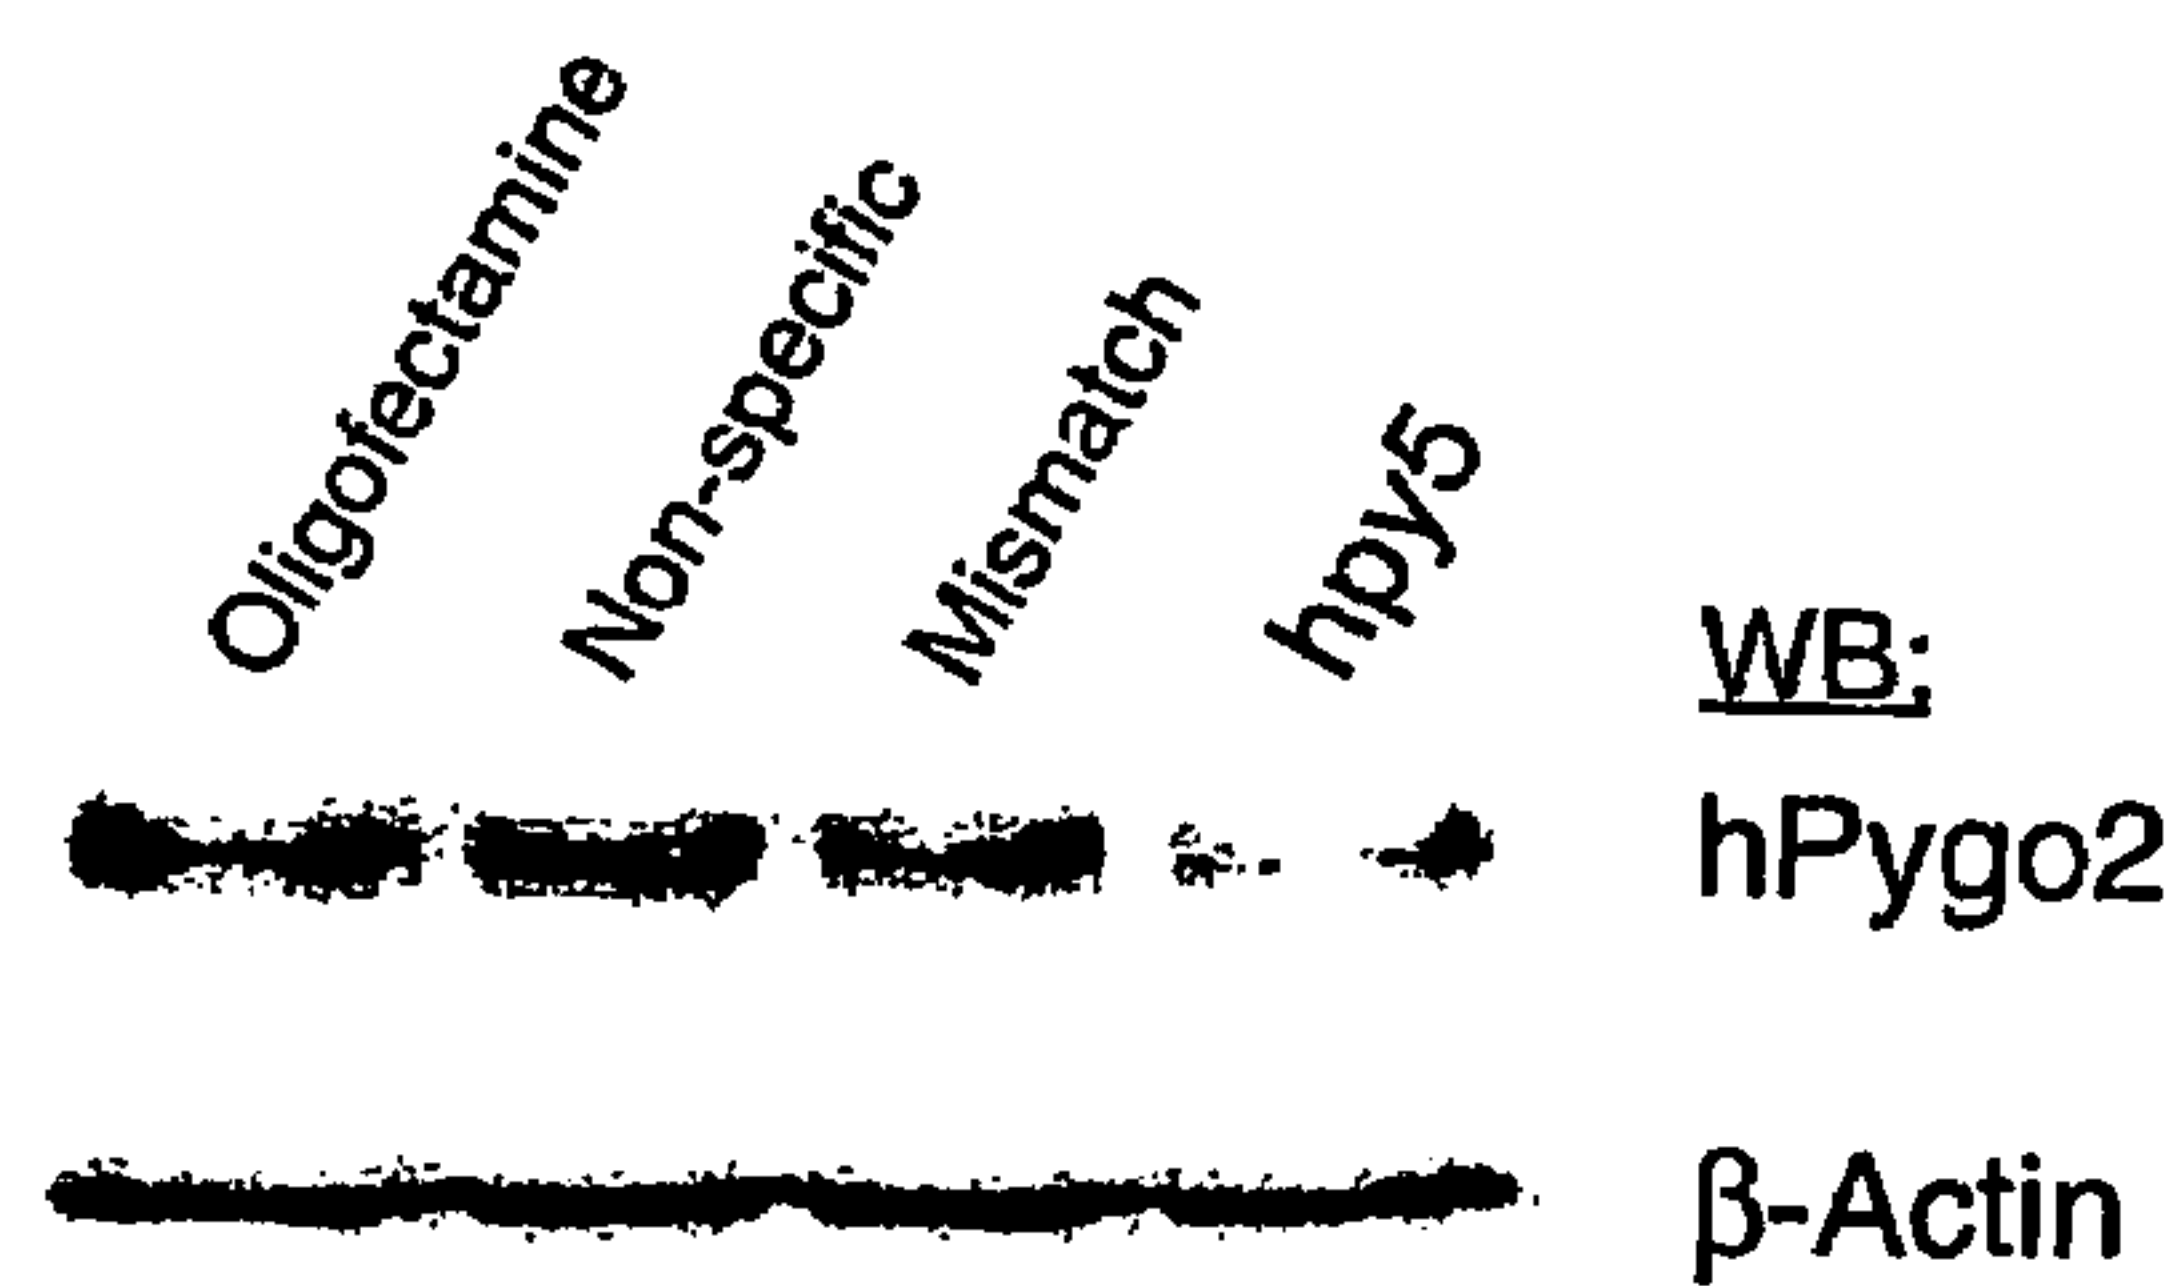 Oligofectamine
Non-specific
Mismatch
hpy5
WB:
hPygo2
β-Actin